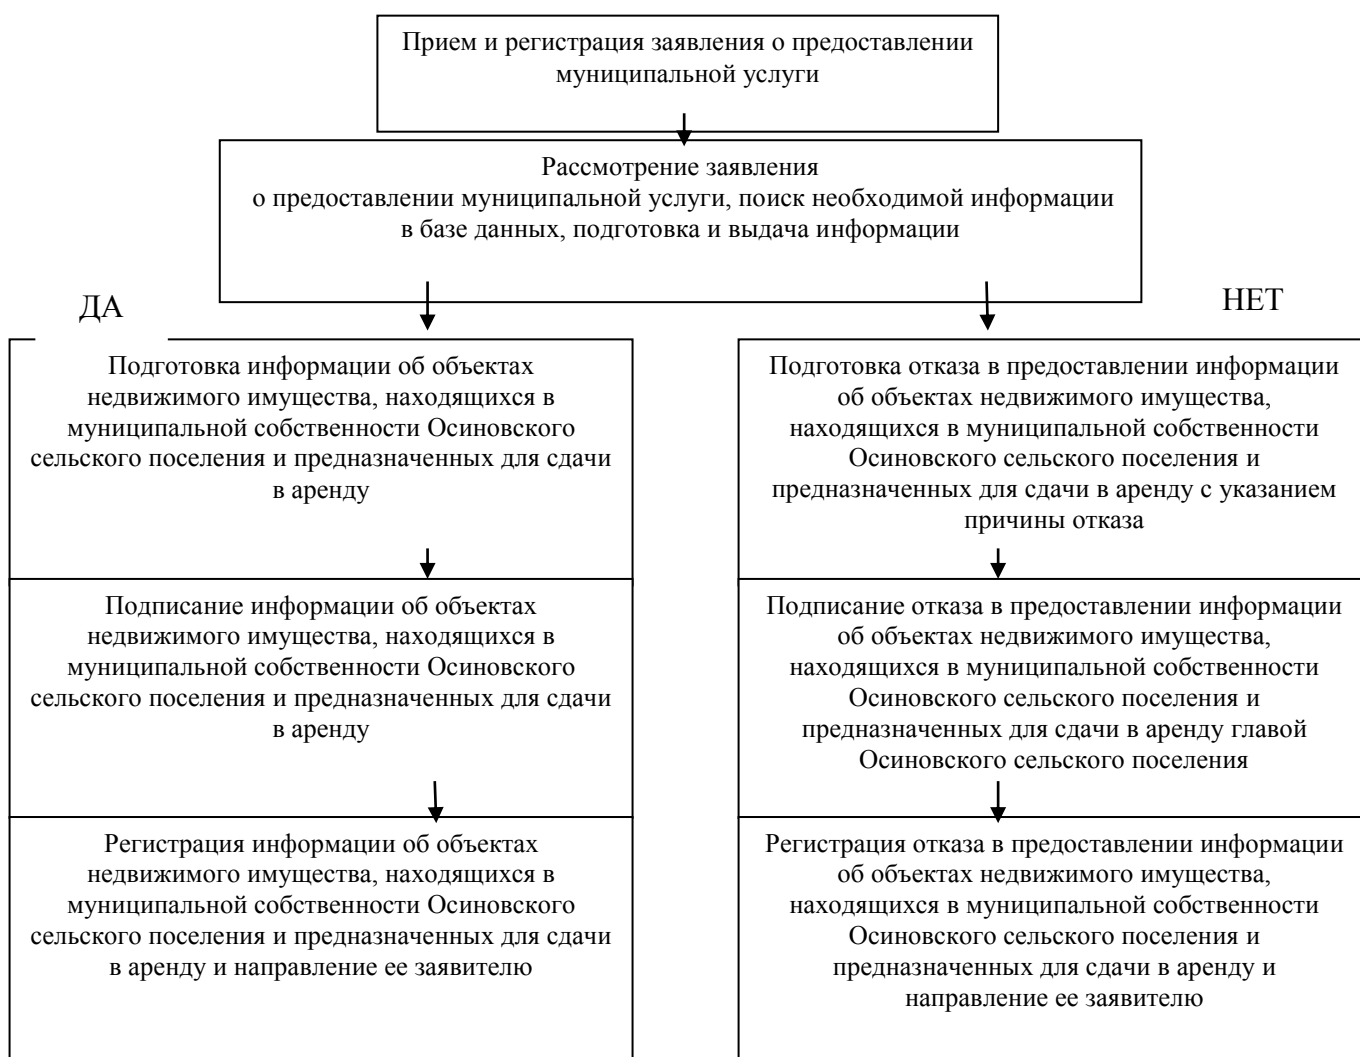 Прием и регистрация заявления о предоставлении
муниципальной услуги
Рассмотрение заявления
о предоставлении муниципальной услуги, поиск необходимой информации
в базе данных, подготовка и выдача информации
ДА
НЕТ
Подготовка информации об объектах
недвижимого имущества, находящихся в
муниципальной собственности Осиновского
сельского поселения и предназначенных для сдачи
в аренду
Подготовка отказа в предоставлении информации
об объектах недвижимого имущества,
находящихся в муниципальной собственности
Осиновского сельского поселения и
предназначенных для сдачи в аренду с указанием
причины отказа
Подписание информации об объектах
недвижимого имущества, находящихся в
муниципальной собственности Осиновского
сельского поселения и предназначенных для сдачи
в аренду
Подписание отказа в предоставлении информации
об объектах недвижимого имущества,
находящихся в муниципальной собственности
Осиновского сельского поселения и
предназначенных для сдачи в аренду главой
Осиновского сельского поселения
Регистрация информации об объектах
недвижимого имущества, находящихся в
муниципальной собственности Осиновского
сельского поселения и предназначенных для сдачи
в аренду и направление ее заявителю
Регистрация отказа в предоставлении информации
об объектах недвижимого имущества,
находящихся в муниципальной собственности
Осиновского сельского поселения и
предназначенных для сдачи в аренду и
направление ее заявителю